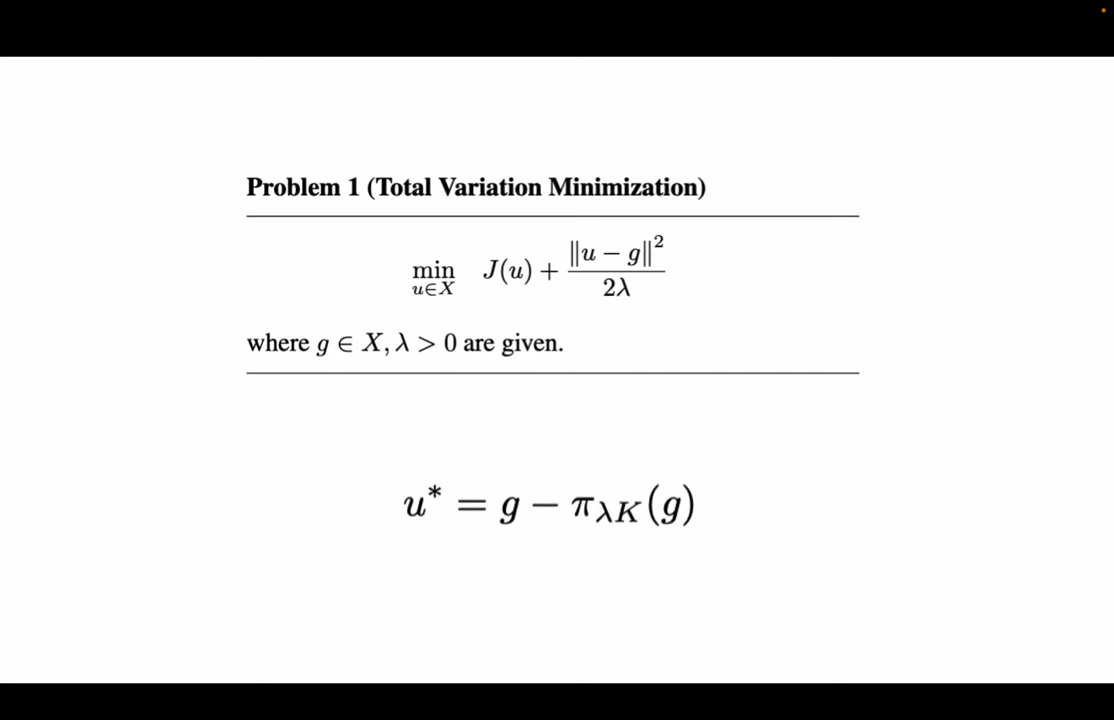 Problem 1 (Total Variation Minimization)
min_{u∈X} J(u) + ‖u − g‖² / 2λ
where g ∈ X, λ > 0 are given.
u* = g − π_{λK}(g)